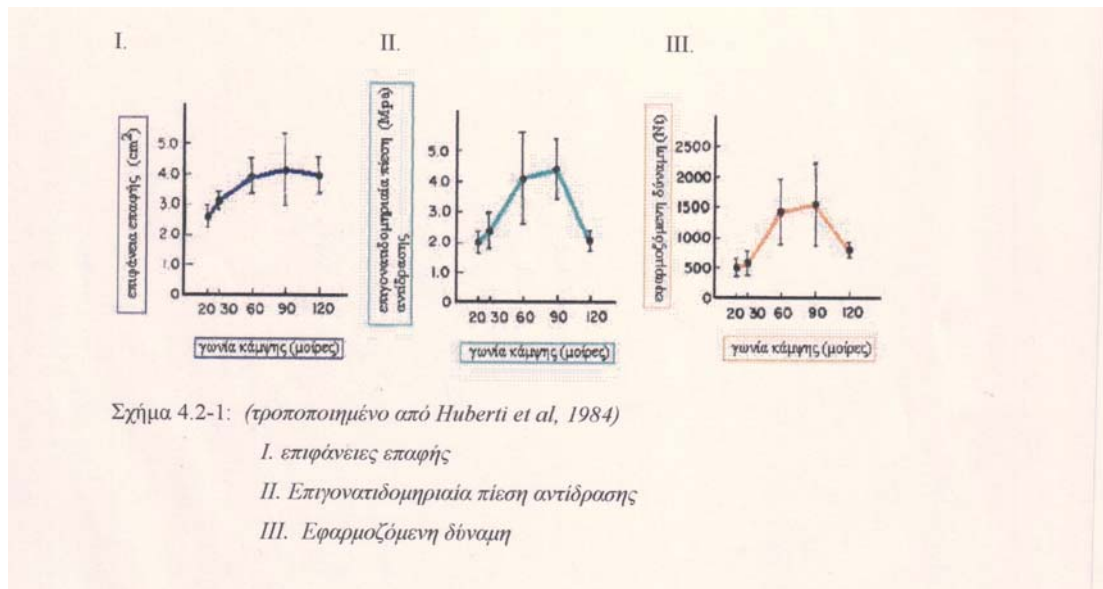 I.
II.
III.
επιφάνεια επαφής (cm²)
5.0
4.0
3.0
2.0
1.0
0
20 30 60 90 120
γωνία κάμψης (μοίρες)
επιγονατιδομηριαία πίεση (Mpa)
αντίδρασης
5.0
4.0
3.0
2.0
1.0
0
20 30 60 90 120
γωνία κάμψης (μοίρες)
εφαρμοζόμενη δύναμη (N)
2500
2000
1500
1000
500
0
20 30 60 90 120
γωνία κάμψης (μοίρες)
Σχήμα 4.2-1: (τροποποιημένο από Huberti et al, 1984)
I. επιφάνειες επαφής
II. Επιγονατιδομηριαία πίεση αντίδρασης
III. Εφαρμοζόμενη δύναμη